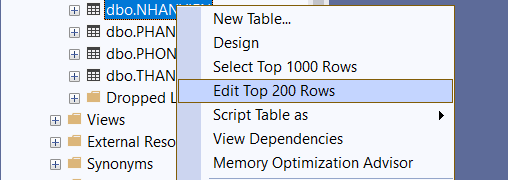 dbo.NHANVIEN
dbo.PHAN
dbo.PHON
dbo.THAN
Dropped L
Views
External Reso
Synonyms
New Table...
Design
Select Top 1000 Rows
Edit Top 200 Rows
Script Table as
View Dependencies
Memory Optimization Advisor